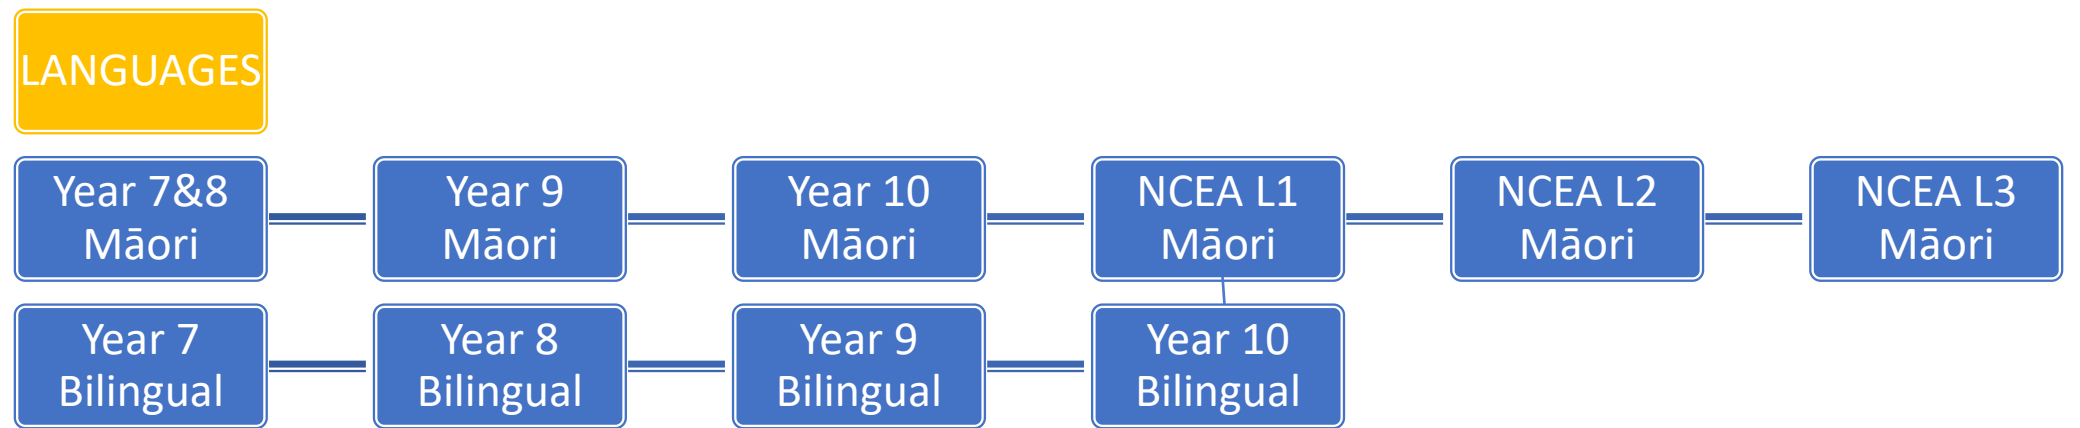 LANGUAGES
Year 7&8
Māori
Year 9
Māori
Year 10
Māori
NCEA L1
Māori
NCEA L2
Māori
NCEA L3
Māori
Year 7
Bilingual
Year 8
Bilingual
Year 9
Bilingual
Year 10
Bilingual